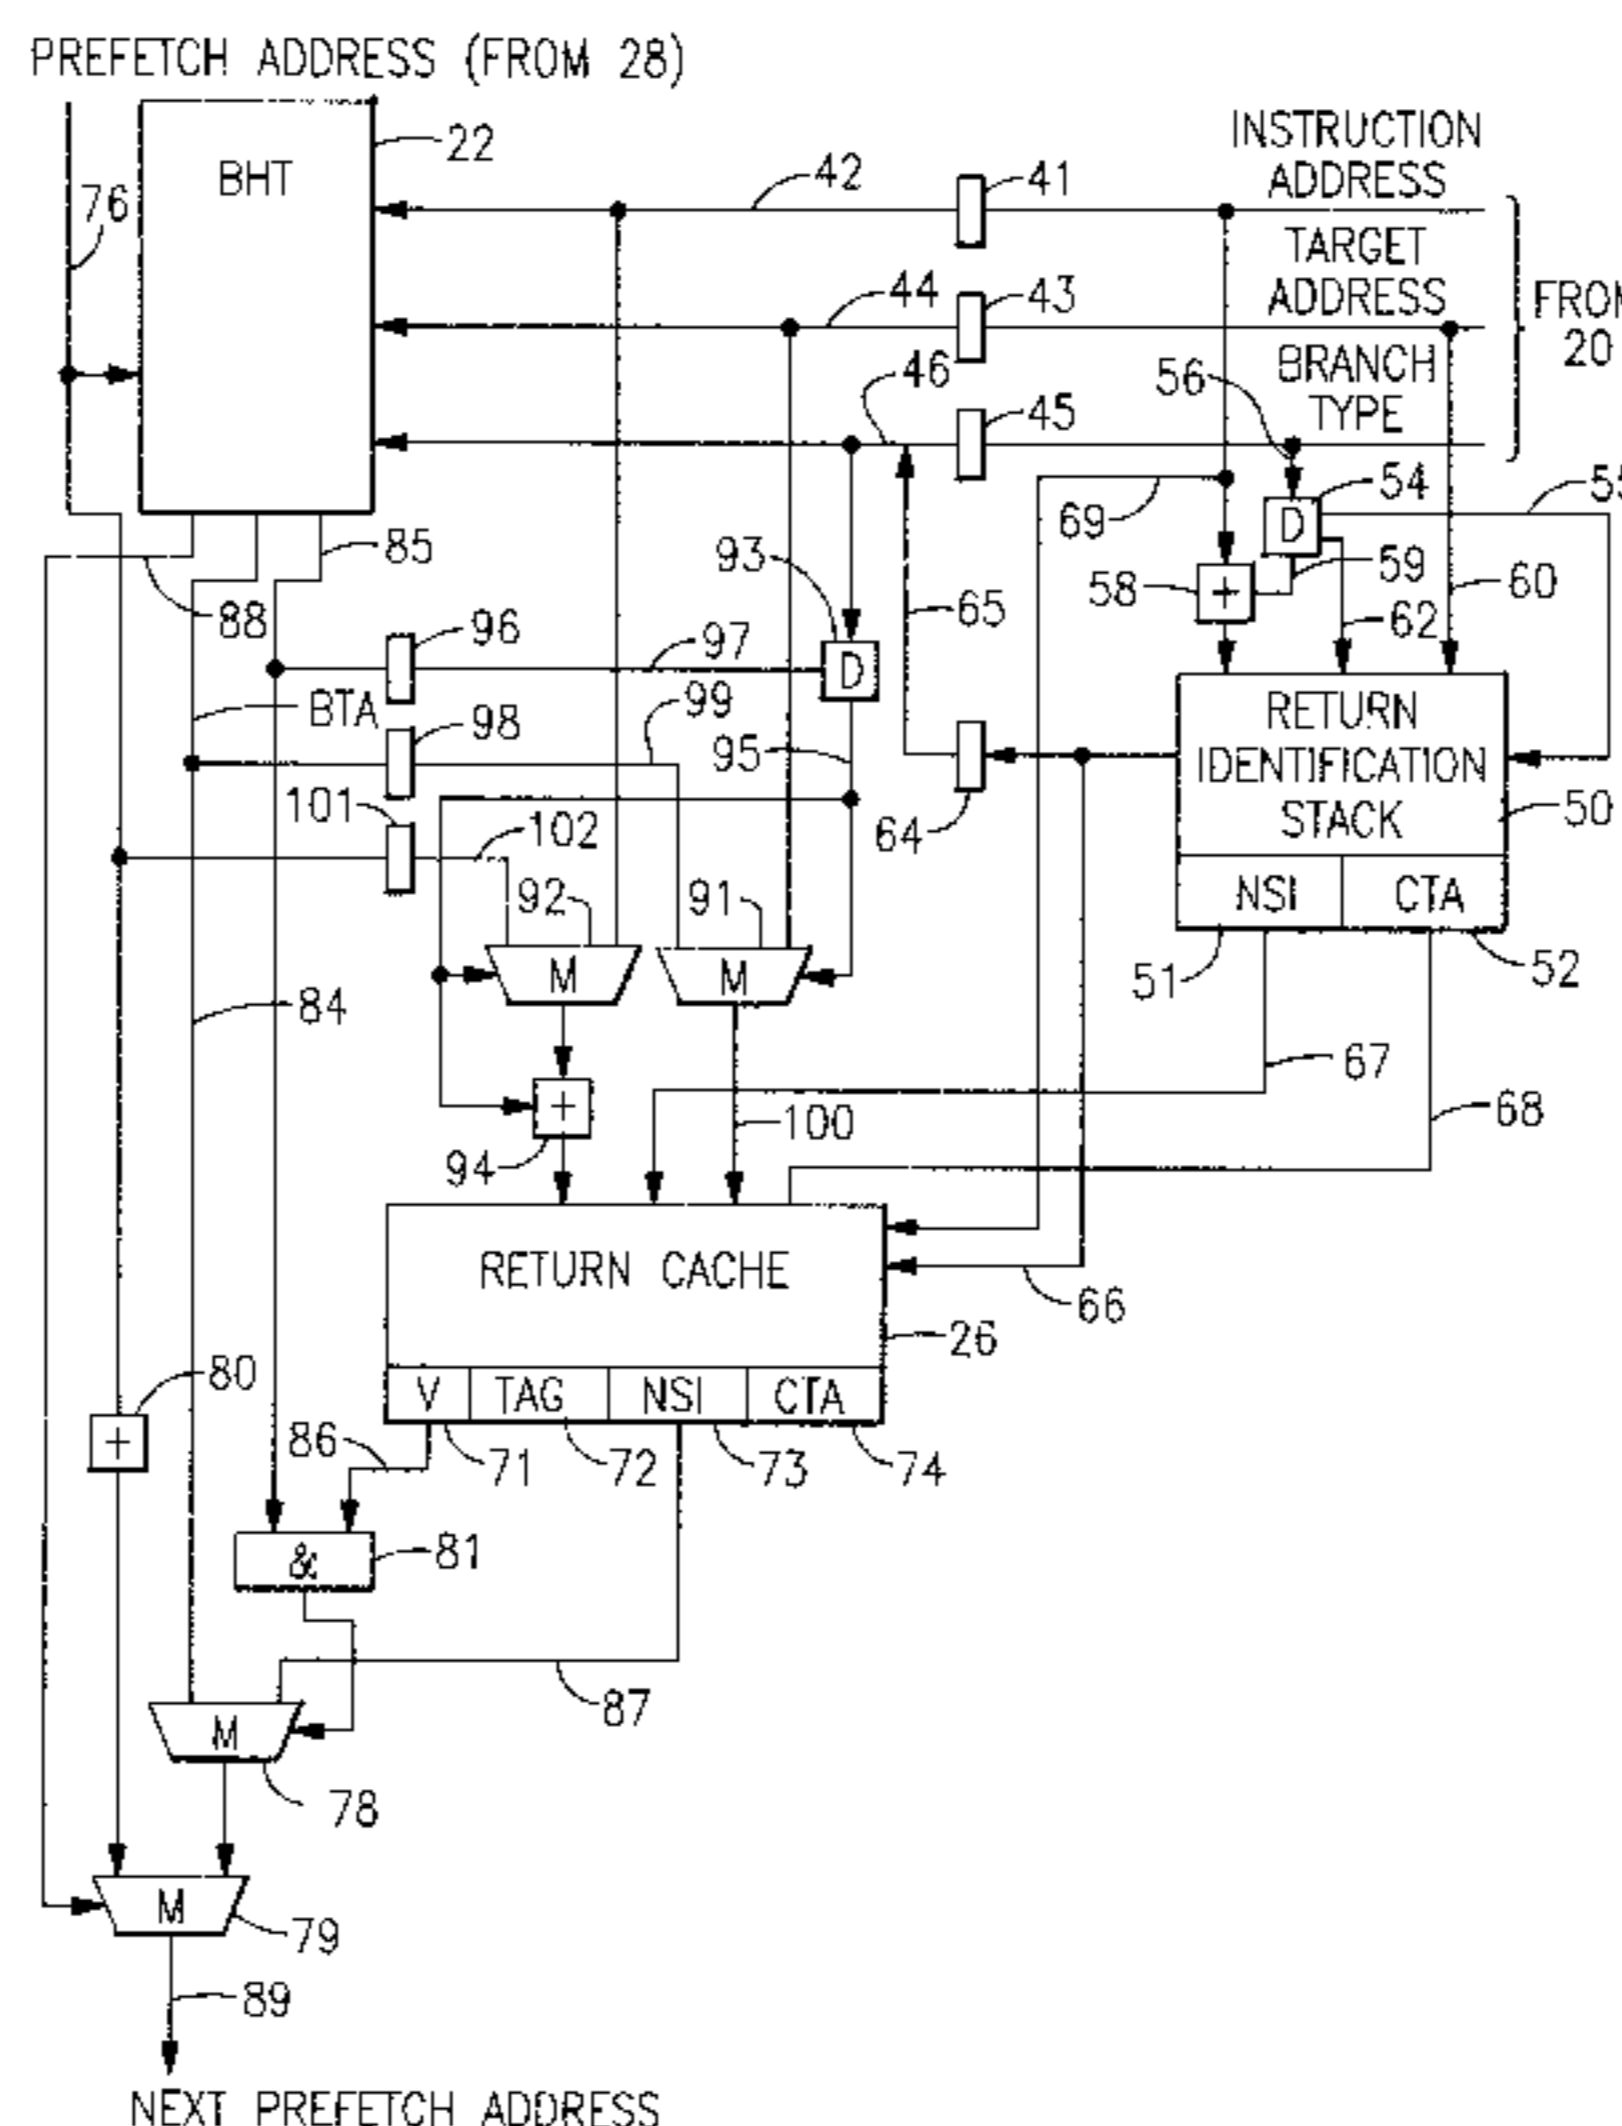 PREFETCH ADDRESS (FROM 28)
22
BHT
76
42
41
INSTRUCTION
ADDRESS
44
43
TARGET
ADDRESS
FROM
20
46
45
56
BRANCH
TYPE
54
D
69
85
88
93
58
+
59
62
60
65
96
97
D
BTA
98
99
95
RETURN
IDENTIFICATION
STACK
50
101
102
64
92
91
NSI
CTA
M
M
51
52
84
67
+
100
68
94
RETURN CACHE
66
26
80
+
V
TAG
NSI
CTA
86
71
72
73
74
&
81
87
M
78
M
79
89
NEXT PREFETCH ADDRESS